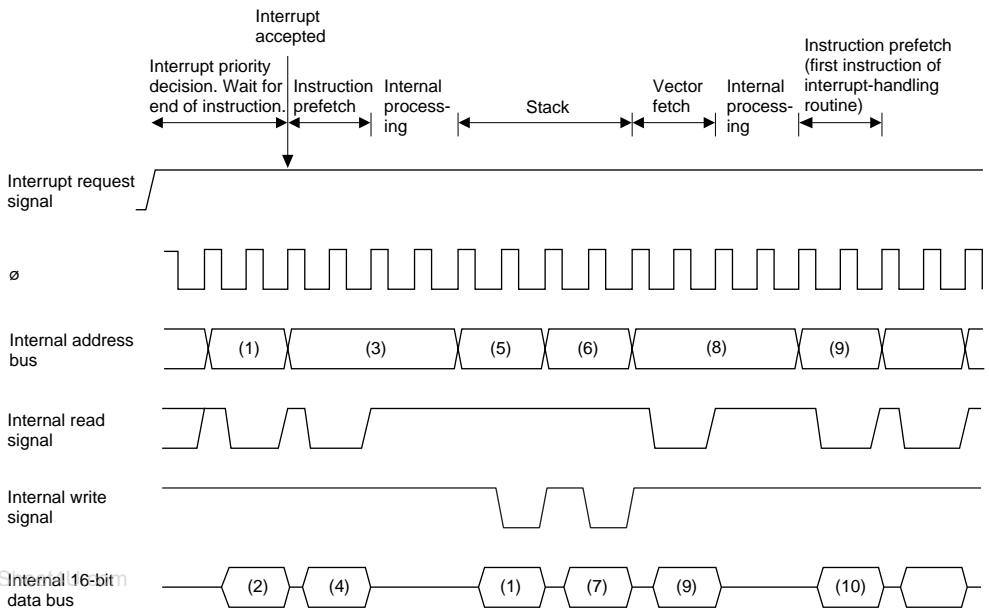 Interrupt
accepted
Interrupt priority
decision. Wait for
end of instruction.
Instruction
prefetch
Internal
process-
ing
Stack
Vector
fetch
Internal
process-
ing
Instruction prefetch
(first instruction of
interrupt-handling
routine)
Interrupt request
signal
ø
Internal address
bus
(1)
(3)
(5)
(6)
(8)
(9)
Internal read
signal
Internal write
signal
Internal 16-bit
data bus
(2)
(4)
(1)
(7)
(9)
(10)